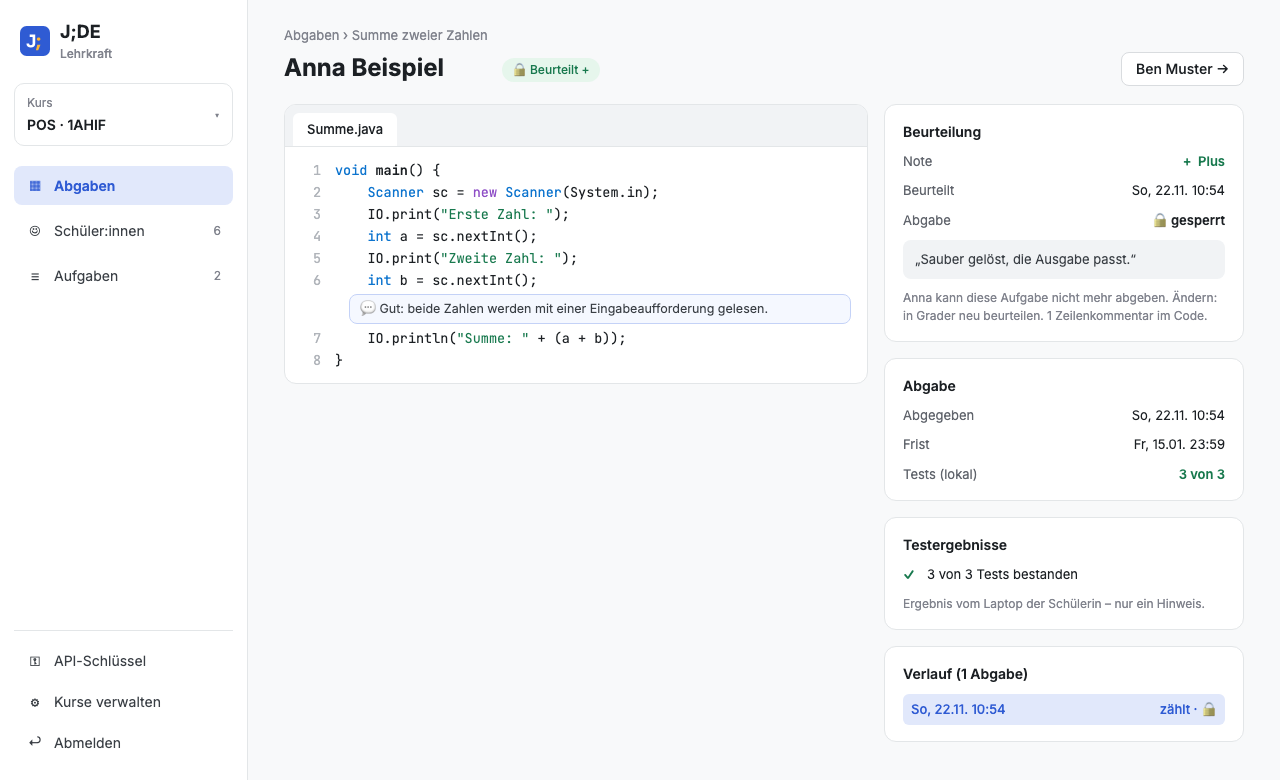 J;
J;DE
Lehrkraft
Kurs
POS · 1AHIF
Abgaben
Schüler:innen 6
Aufgaben 2
API-Schlüssel
Kurse verwalten
Abmelden
Abgaben › Summe zweier Zahlen
Anna Beispiel
Beurteilt +
Ben Muster →
Summe.java
1 void main() {
2     Scanner sc = new Scanner(System.in);
3     IO.print("Erste Zahl: ");
4     int a = sc.nextInt();
5     IO.print("Zweite Zahl: ");
6     int b = sc.nextInt();
Gut: beide Zahlen werden mit einer Eingabeaufforderung gelesen.
7     IO.println("Summe: " + (a + b));
8 }
Beurteilung
Note + Plus
Beurteilt So, 22.11. 10:54
Abgabe gesperrt
„Sauber gelöst, die Ausgabe passt.“
Anna kann diese Aufgabe nicht mehr abgeben. Ändern:
in Grader neu beurteilen. 1 Zeilenkommentar im Code.
Abgabe
Abgegeben So, 22.11. 10:54
Frist Fr, 15.01. 23:59
Tests (lokal) 3 von 3
Testergebnisse
✓ 3 von 3 Tests bestanden
Ergebnis vom Laptop der Schülerin – nur ein Hinweis.
Verlauf (1 Abgabe)
So, 22.11. 10:54 zählt ·